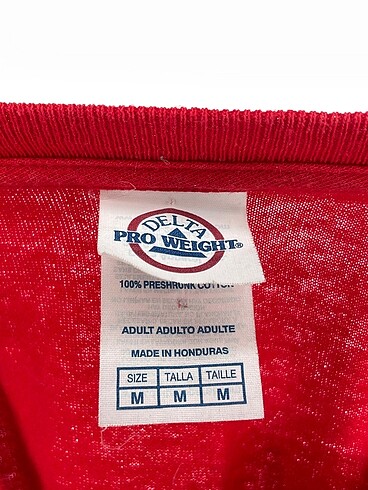 DELTA
PRO WEIGHT®
100% PRESHRUNK COTTON
ADULT ADULTO ADULTE
MADE IN HONDURAS
SIZE TALLA TAILLE
M M M